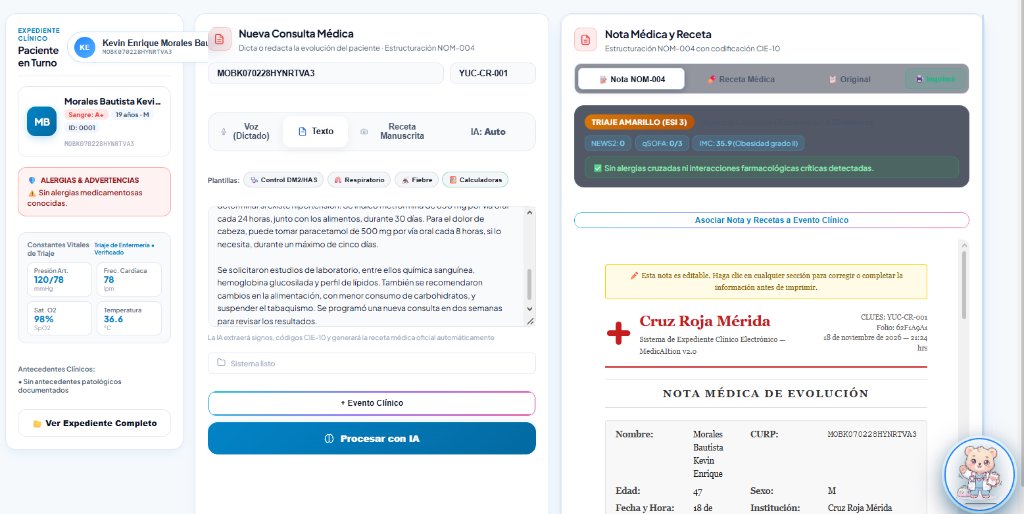 EXPEDIENTE
CLÍNICO
Paciente
en Turno
KE
Kevin Enrique Morales Bau
MOBK070228HYNRTVA3
MB
Morales Bautista Kevi...
Sangre: A+
19 años · M
ID: 0001
MOBK070228HYNRTVA3
ALERGIAS & ADVERTENCIAS
Sin alergias medicamentosas
conocidas.
Constantes Vitales
de Triaje
Triaje de Enfermería •
Verificado
Presión Art.
120/78
mmHg
Frec. Cardíaca
78
lpm
Sat. O2
98%
SpO2
Temperatura
36.6
°C
Antecedentes Clínicos:
• Sin antecedentes patológicos
documentados
Ver Expediente Completo
Nueva Consulta Médica
Dicta o redacta la evolución del paciente · Estructuración NOM-004
MOBK070228HYNRTVA3
YUC-CR-001
Voz
(Dictado)
Texto
Receta
Manuscrita
IA: Auto
Plantillas:
Control DM2/HAS
Respiratorio
Fiebre
Calculadoras
cada 24 horas, junto con los alimentos, durante 30 días. Para el dolor de
cabeza, puede tomar paracetamol de 500 mg por vía oral cada 8 horas, si lo
necesita, durante un máximo de cinco días.
Se solicitaron estudios de laboratorio, entre ellos química sanguínea,
hemoglobina glucosilada y perfil de lípidos. También se recomendaron
cambios en la alimentación, con menor consumo de carbohidratos, y
suspender el tabaquismo. Se programó una nueva consulta en dos semanas
para revisar los resultados.
La IA extraerá signos, códigos CIE-10 y generará la receta médica oficial automáticamente
Sistema listo
+ Evento Clínico
Procesar con IA
Nota Médica y Receta
Estructuración NOM-004 con codificación CIE-10
Nota NOM-004
Receta Médica
Original
Imprimir
TRIAJE AMARILLO (ESI 3)
NEWS2: 0
qSOFA: 0/3
IMC: 35.9 (Obesidad grado II)
Sin alergias cruzadas ni interacciones farmacológicas críticas detectadas.
Asociar Nota y Recetas a Evento Clínico
Esta nota es editable. Haga clic en cualquier sección para corregir o completar la
información antes de imprimir.
Cruz Roja Mérida
Sistema de Expediente Clínico Electrónico —
MedicAItion v2.0
CLUES: YUC-CR-001
Folio: 62F1A9A1
18 de noviembre de 2026 — 21:24
hrs
NOTA MÉDICA DE EVOLUCIÓN
Nombre:
Morales
Bautista
Kevin
Enrique
CURP:
MOBK070228HYNRTVA3
Edad:
47
Sexo:
M
Fecha y Hora:
18 de
Institución:
Cruz Roja Mérida